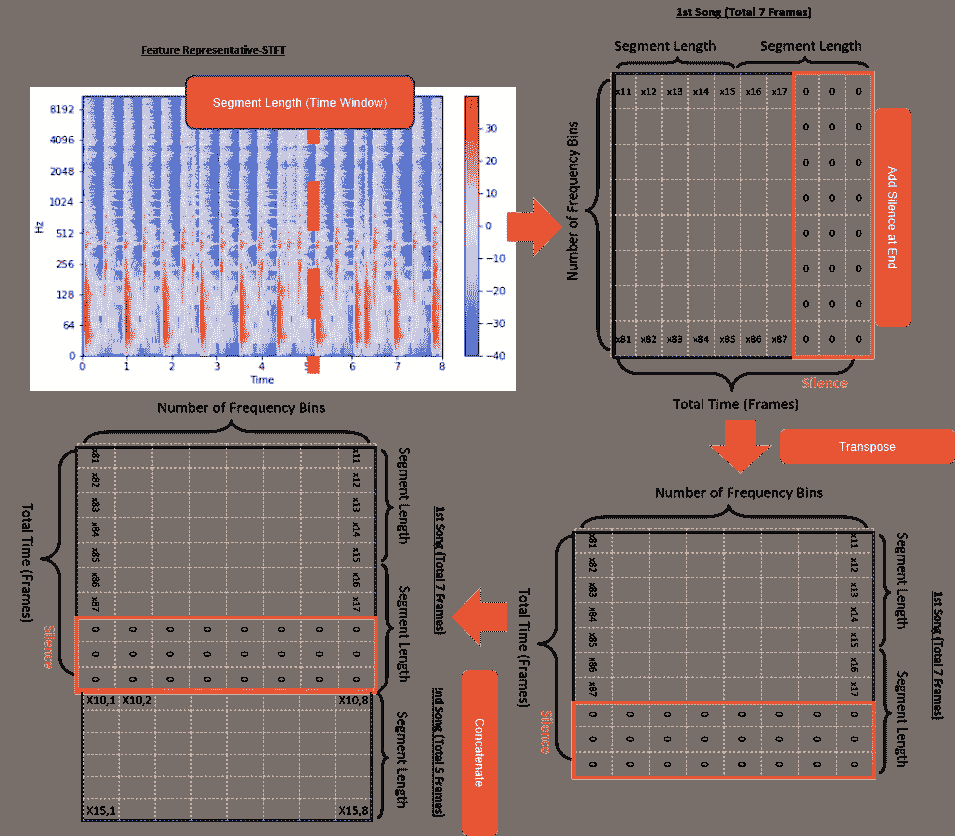 Feature Representative-STFT
Segment Length (Time Window)
8192
4096
2048
1024
512
256
128
64
0
Hz
0 1 2 3 4 5 6 7 8
Time
30
20
10
0
−10
−20
−30
−40
1st Song (Total 7 Frames)
Segment Length Segment Length
Number of Frequency Bins
x11 x12 x13 x14 x15 x16 x17 0 0 0
0 0 0
0 0 0
0 0 0
0 0 0
0 0 0
0 0 0
x81 x82 x83 x84 x85 x86 x87 0 0 0
Add Silence at End
Silence
Total Time (Frames)
Transpose
Number of Frequency Bins
x81 x11
x82 x12
x83 x13
x84 x14
x85 x15
x86 x16
x87 x17
0 0 0 0 0 0 0 0
0 0 0 0 0 0 0 0
0 0 0 0 0 0 0 0
Total Time (Frames)
Silence
Segment Length
Segment Length
1st Song (Total 7 Frames)
Concatenate
Number of Frequency Bins
x81 x11
x82 x12
x83 x13
x84 x14
x85 x15
x86 x16
x87 x17
0 0 0 0 0 0 0 0
0 0 0 0 0 0 0 0
0 0 0 0 0 0 0 0
Total Time (Frames)
Silence
Segment Length
Segment Length
1st Song (Total 7 Frames)
X10,1 X10,2 X10,8
X15,1 X15,8
Segment Length
IInd Song (Total 5 Frames)